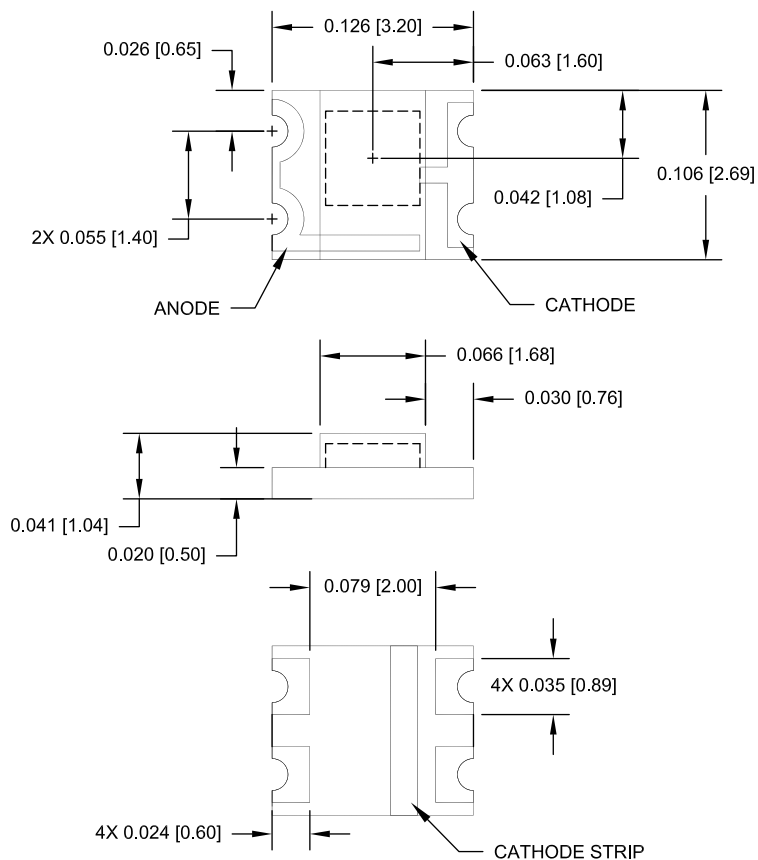 0.126 [3.20]
0.026 [0.65]
0.063 [1.60]
0.106 [2.69]
0.042 [1.08]
2X 0.055 [1.40]
ANODE
CATHODE
0.066 [1.68]
0.030 [0.76]
0.041 [1.04]
0.020 [0.50]
0.079 [2.00]
4X 0.035 [0.89]
4X 0.024 [0.60]
CATHODE STRIP